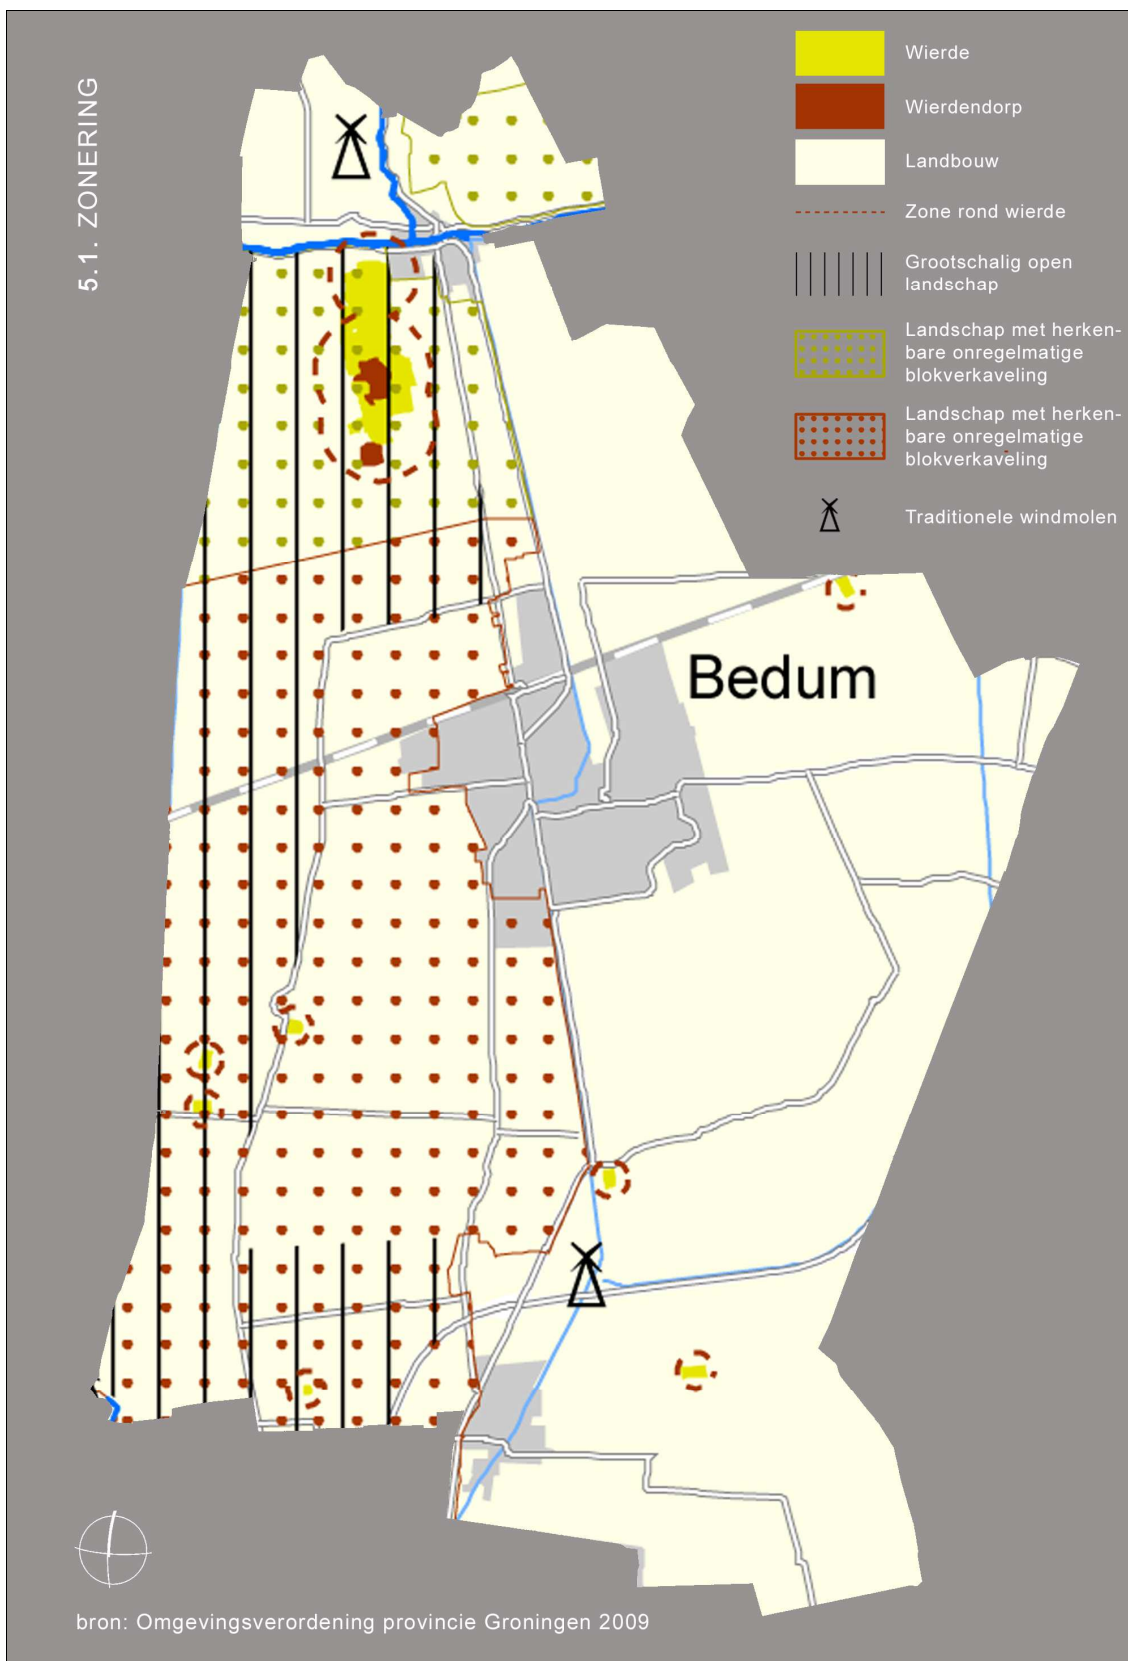 5.1. ZONERING
Wierde
Wierdendorp
Landbouw
Zone rond wierde
Grootschalig open
landschap
Landschap met herken-
bare onregelmatige
blokverkaveling
Landschap met herken-
bare onregelmatige
blokverkaveling
Traditionele windmolen
Bedum
bron: Omgevingsverordening provincie Groningen 2009